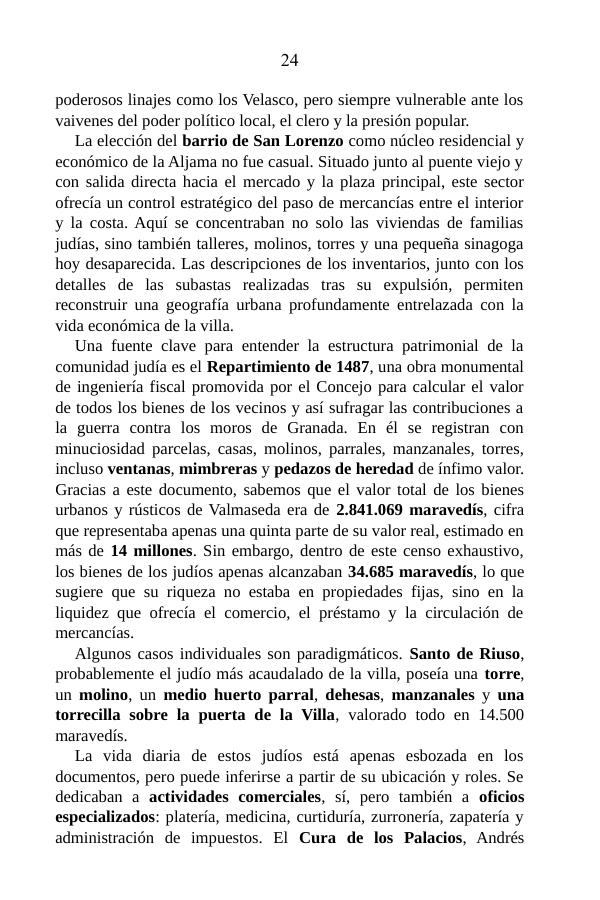 24
poderosos linajes como los Velasco, pero siempre vulnerable ante los
vaivenes del poder político local, el clero y la presión popular.
La elección del barrio de San Lorenzo como núcleo residencial y
económico de la Aljama no fue casual. Situado junto al puente viejo y
con salida directa hacia el mercado y la plaza principal, este sector
ofrecía un control estratégico del paso de mercancías entre el interior
y la costa. Aquí se concentraban no solo las viviendas de familias
judías, sino también talleres, molinos, torres y una pequeña sinagoga
hoy desaparecida. Las descripciones de los inventarios, junto con los
detalles de las subastas realizadas tras su expulsión, permiten
reconstruir una geografía urbana profundamente entrelazada con la
vida económica de la villa.
Una fuente clave para entender la estructura patrimonial de la
comunidad judía es el Repartimiento de 1487, una obra monumental
de ingeniería fiscal promovida por el Concejo para calcular el valor
de todos los bienes de los vecinos y así sufragar las contribuciones a
la guerra contra los moros de Granada. En él se registran con
minuciosidad parcelas, casas, molinos, parrales, manzanales, torres,
incluso ventanas, mimbreras y pedazos de heredad de ínfimo valor.
Gracias a este documento, sabemos que el valor total de los bienes
urbanos y rústicos de Valmaseda era de 2.841.069 maravedís, cifra
que representaba apenas una quinta parte de su valor real, estimado en
más de 14 millones. Sin embargo, dentro de este censo exhaustivo,
los bienes de los judíos apenas alcanzaban 34.685 maravedís, lo que
sugiere que su riqueza no estaba en propiedades fijas, sino en la
liquidez que ofrecía el comercio, el préstamo y la circulación de
mercancías.
Algunos casos individuales son paradigmáticos. Santo de Riuso,
probablemente el judío más acaudalado de la villa, poseía una torre,
un molino, un medio huerto parral, dehesas, manzanales y una
torrecilla sobre la puerta de la Villa, valorado todo en 14.500
maravedís.
La vida diaria de estos judíos está apenas esbozada en los
documentos, pero puede inferirse a partir de su ubicación y roles. Se
dedicaban a actividades comerciales, sí, pero también a oficios
especializados: platería, medicina, curtiduría, zurronería, zapatería y
administración de impuestos. El Cura de los Palacios, Andrés